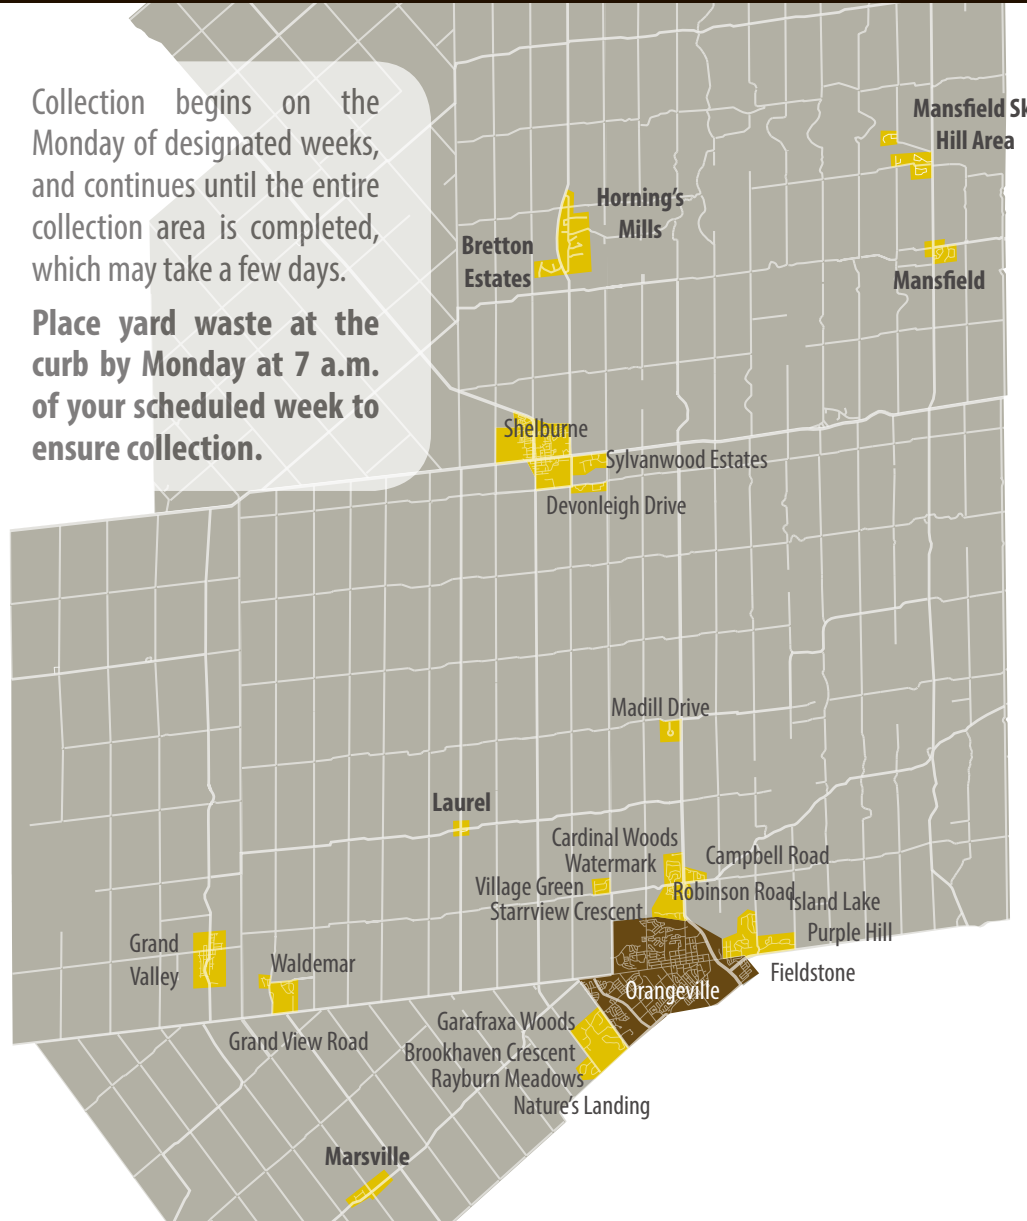 Collection begins on the
Monday of designated weeks,
and continues until the entire
collection area is completed,
which may take a few days.
Place yard waste at the
curb by Monday at 7 a.m.
of your scheduled week to
ensure collection.
Mansfield Sk
Hill Area
Horning's
Mills
Bretton
Estates
Mansfield
Shelburne
Sylvanwood Estates
Devonleigh Drive
Madill Drive
Laurel
Cardinal Woods
Watermark
Campbell Road
Village Green
Robinson Road
Starrview Crescent
Island Lake
Purple Hill
Grand
Valley
Waldemar
Fieldstone
Orangeville
Garafraxa Woods
Grand View Road
Brookhaven Crescent
Rayburn Meadows
Nature's Landing
Marsville